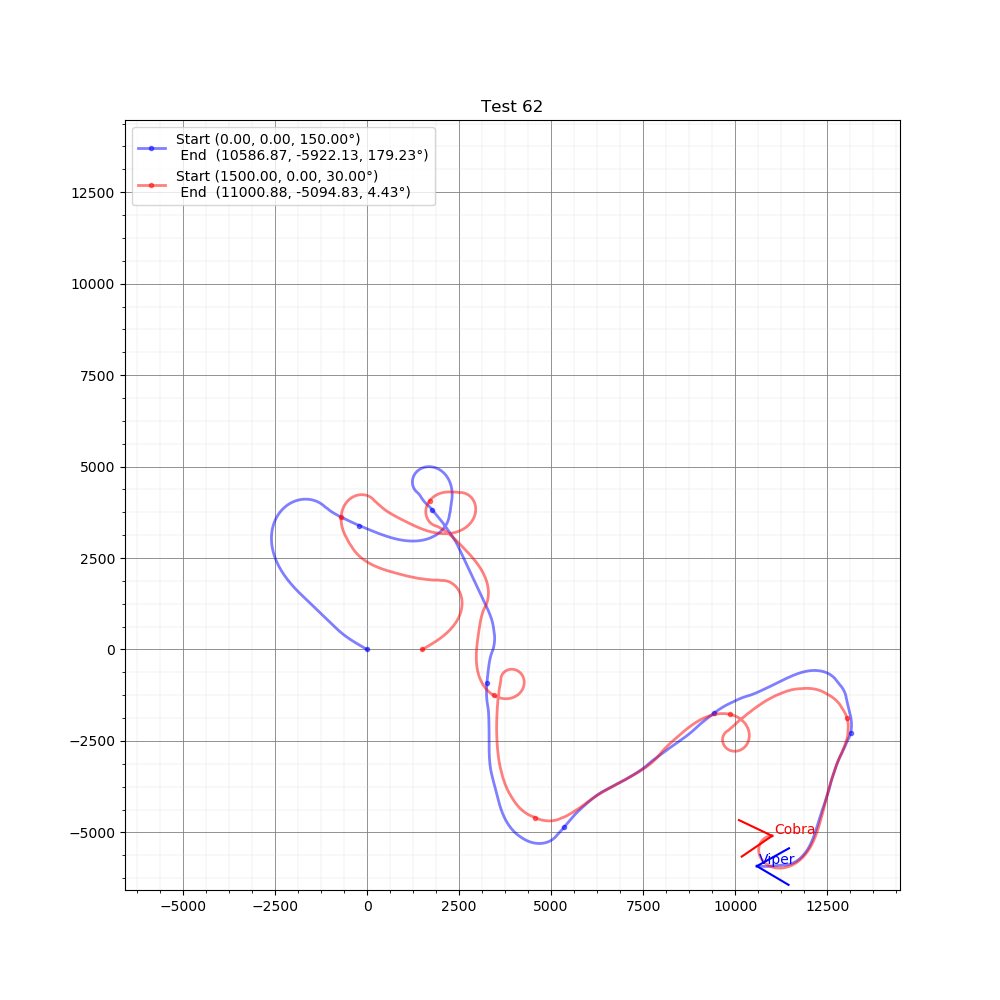 Test 62
Start (0.00, 0.00, 150.00°)
End (10586.87, -5922.13, 179.23°)
Start (1500.00, 0.00, 30.00°)
End (11000.88, -5094.83, 4.43°)
12500
10000
7500
5000
2500
0
−2500
−5000
Cobra
Viper
−5000 −2500 0 2500 5000 7500 10000 12500